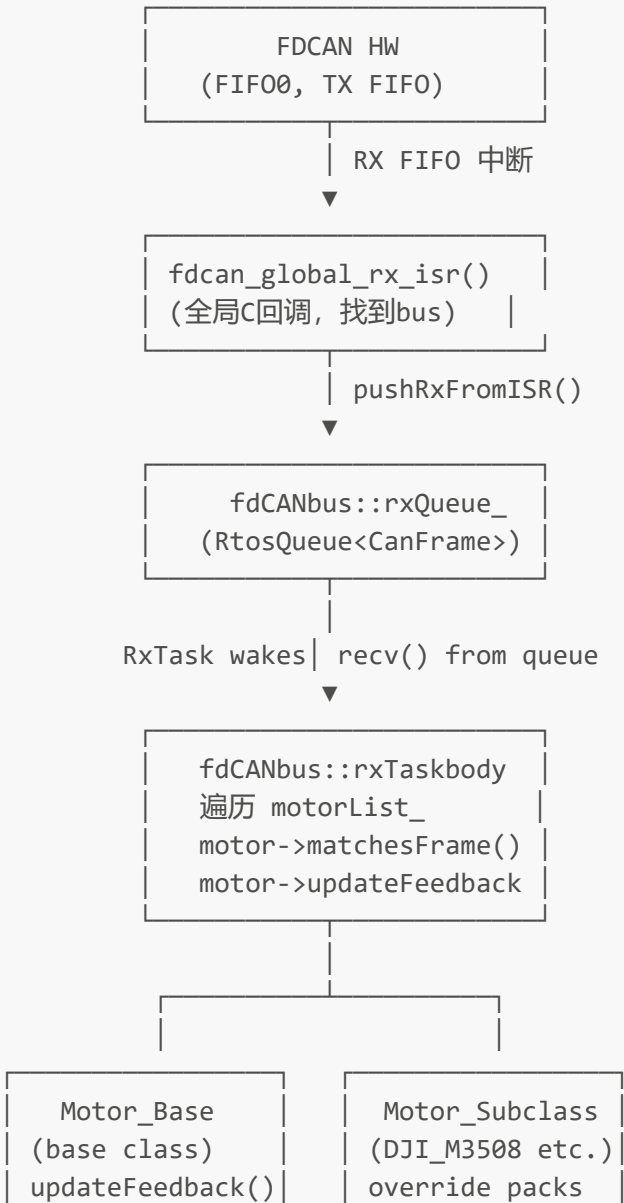 FDCAN HW
(FIFO0, TX FIFO)
RX FIFO 中断
fdcan_global_rx_isr()
(全局C回调, 找到bus)
pushRxFromISR()
fdCANbus::rxQueue_
(RtosQueue<CanFrame>)
RxTask wakes recv() from queue
fdCANbus::rxTaskbody
遍历 motorList_
motor->matchesFrame()
motor->updateFeedback
Motor_Base Motor_Subclass
(base class) (DJI_M3508 etc.)
updateFeedback() override packs